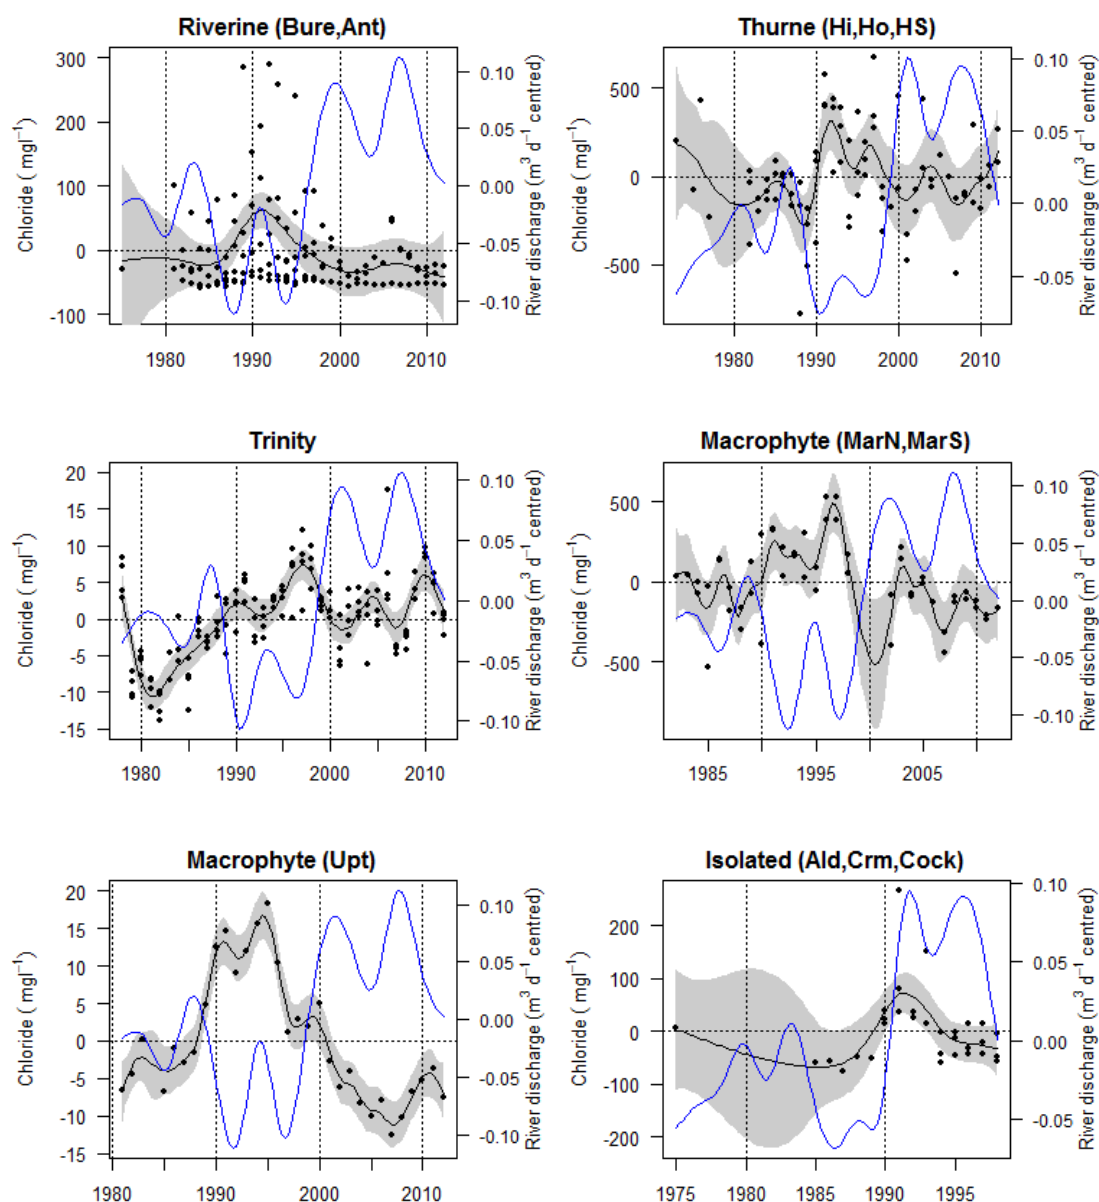 Riverine (Bure,Ant)
Chloride ( mgl⁻¹)
300
200
100
0
-100
0.10
0.05
0.00
-0.05
-0.10
River discharge (m³ d⁻¹ centred)
1980 1990 2000 2010
Thurne (Hi,Ho,HS)
Chloride ( mgl⁻¹)
500
0
-500
0.10
0.05
0.00
-0.05
River discharge (m³ d⁻¹ centred)
1980 1990 2000 2010
Trinity
Chloride ( mgl⁻¹)
20
15
10
5
0
-5
-10
-15
0.10
0.05
0.00
-0.05
-0.10
River discharge (m³ d⁻¹ centred)
1980 1990 2000 2010
Macrophyte (MarN,MarS)
Chloride ( mgl⁻¹)
500
0
-500
0.10
0.05
0.00
-0.05
-0.10
River discharge (m³ d⁻¹ centred)
1985 1995 2005
Macrophyte (Upt)
Chloride ( mgl⁻¹)
20
15
10
5
0
-5
-10
-15
0.10
0.05
0.00
-0.05
-0.10
River discharge (m³ d⁻¹ centred)
1980 1990 2000 2010
Isolated (Ald,Crm,Cock)
Chloride ( mgl⁻¹)
200
100
0
-100
-200
0.10
0.05
0.00
-0.05
River discharge (m³ d⁻¹ centred)
1975 1980 1985 1990 1995